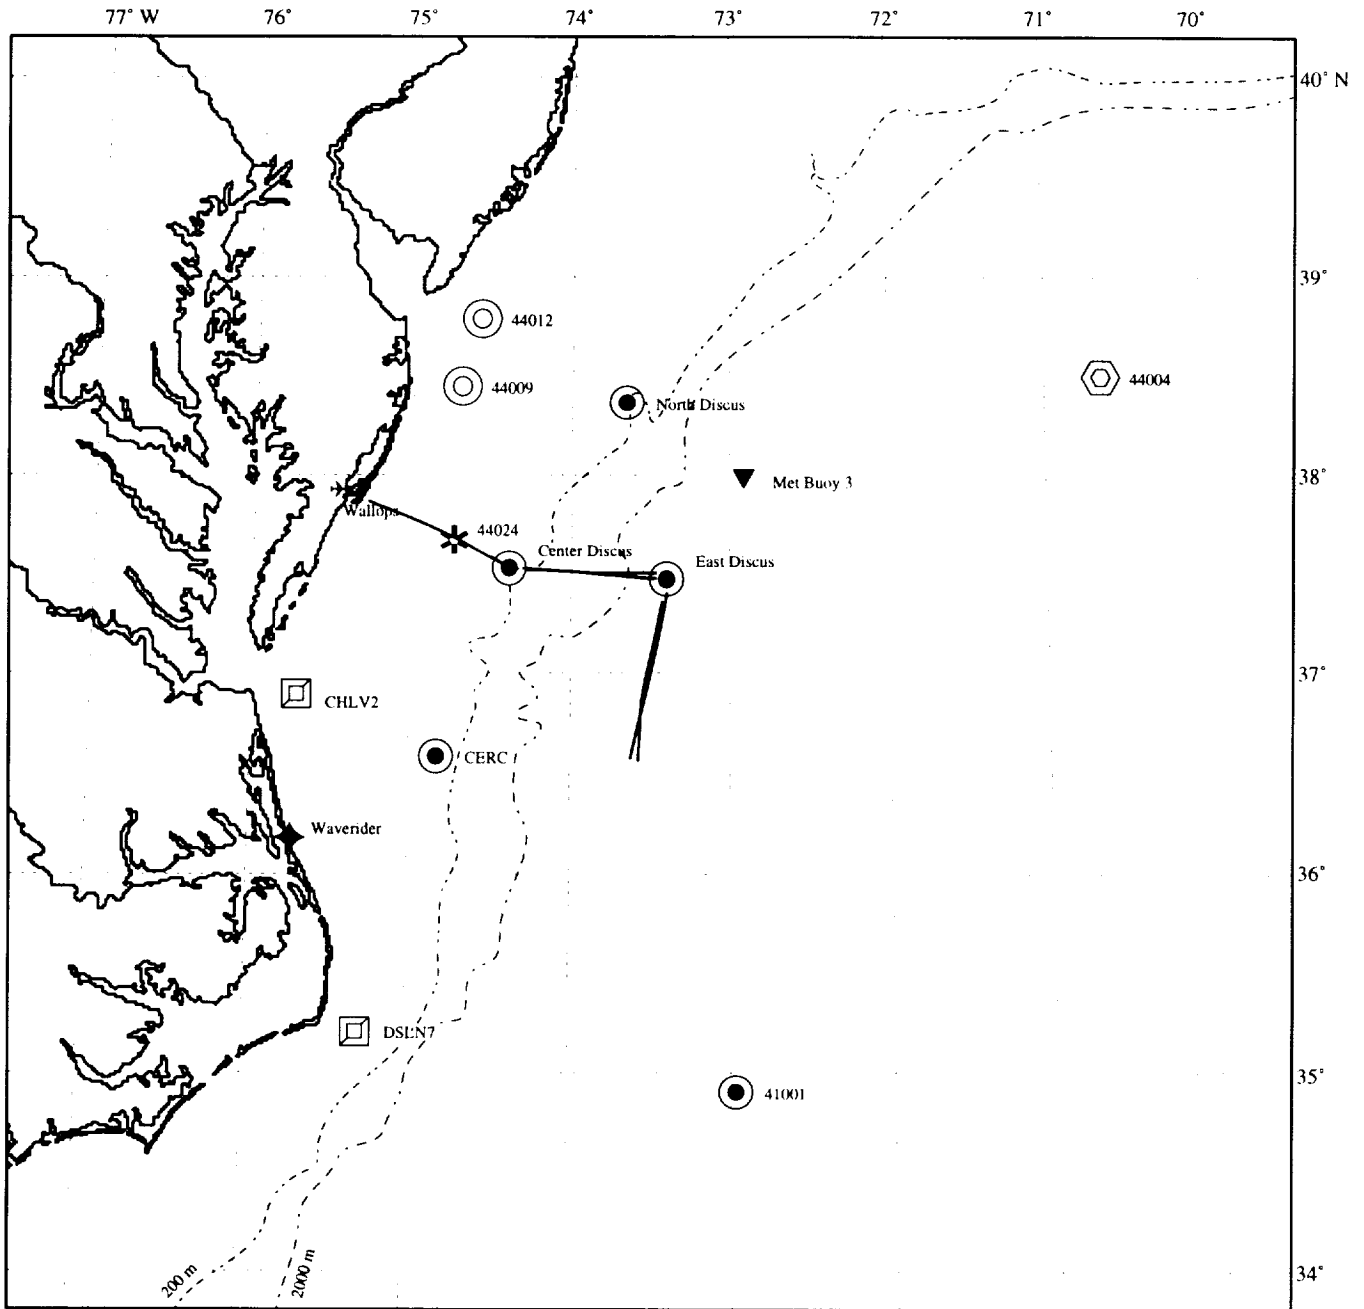 77° W 76° 75° 74° 73° 72° 71° 70°
40° N
39°
44012
44009
44004
North Discus
38°
Met Buoy 3
Wallops
44024
Center Discus
East Discus
37°
CHLV2
CERC
Waverider
36°
DSLN7
35°
41001
200 m
2000 m
34°